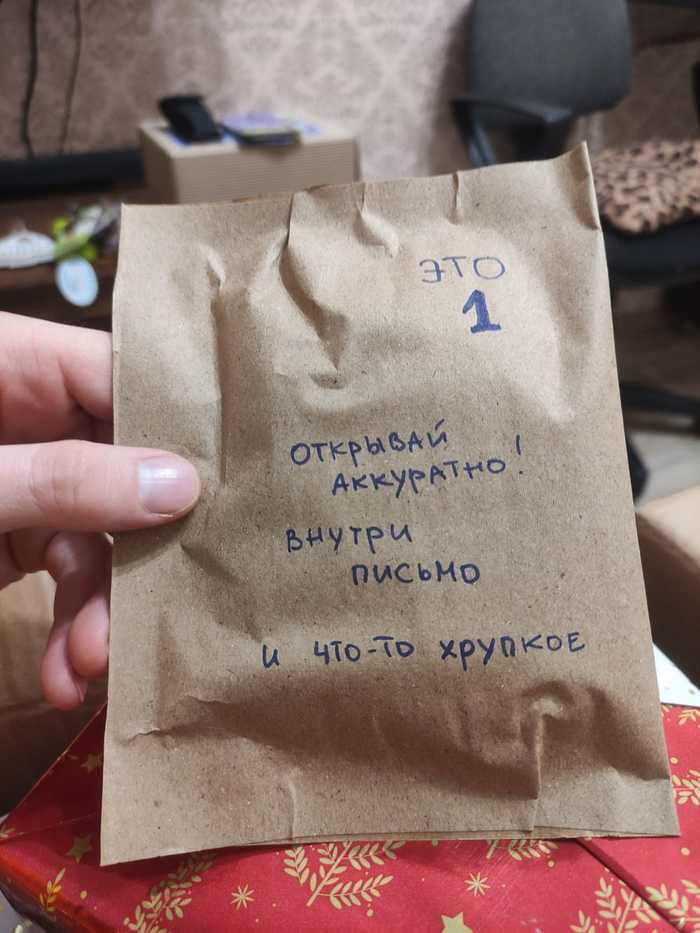 ЭТО
1
ОТКРЫВАЙ
АККУРАТНО!
ВНУТРИ
ПИСЬМО
И ЧТО-ТО ХРУПКОЕ